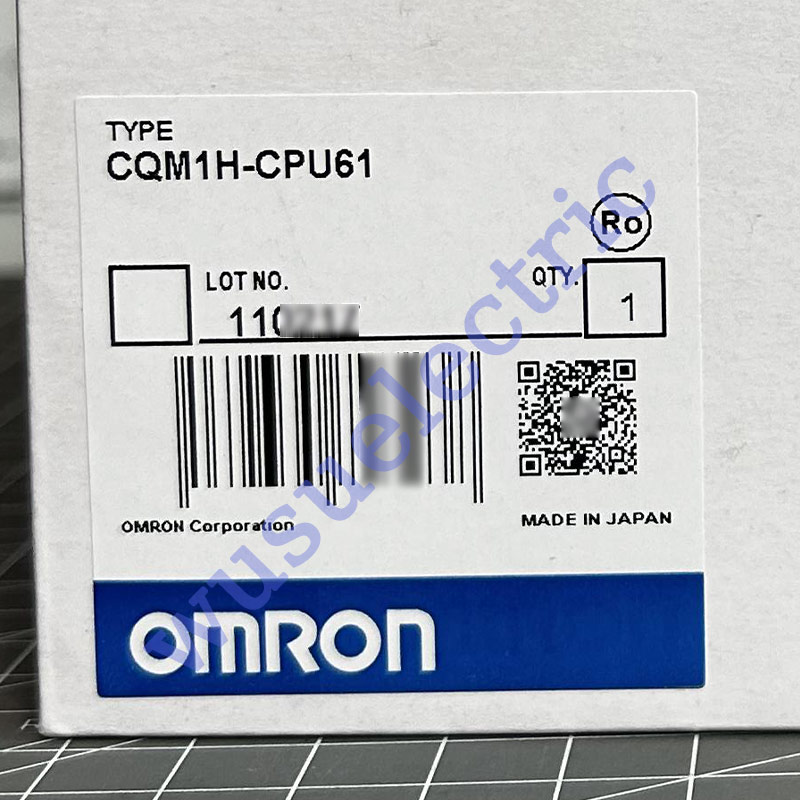 TYPE
CQM1H-CPU61
Ro
LOT NO.
QTY.
1
OMRON Corporation
MADE IN JAPAN
OMRON
wusuelectric